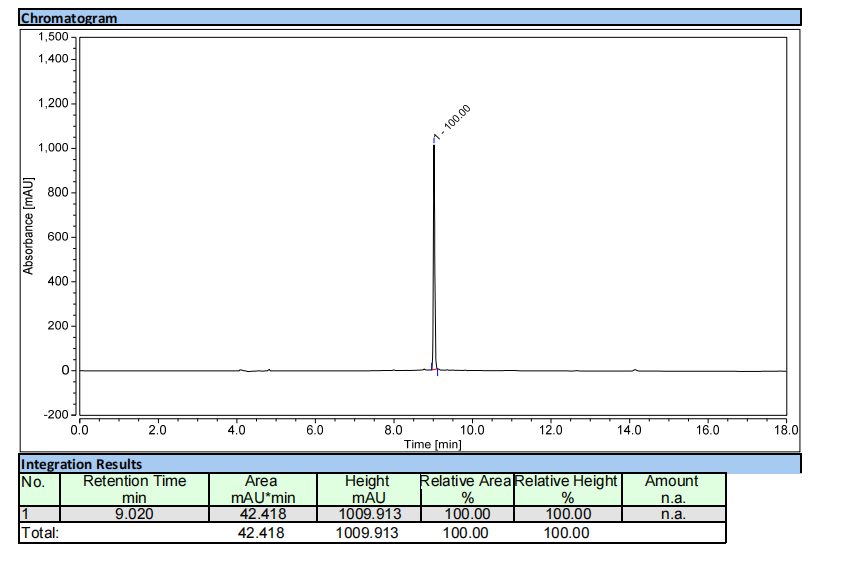 Chromatogram
1,500
1,400
1,200
1,000
800
600
400
200
0
-200
Absorbance [mAU]
1 - 100.00
0.0 2.0 4.0 6.0 8.0 10.0 12.0 14.0 16.0 18.0
Time [min]
Integration Results
No. Retention Time Area Height Relative Area Relative Height Amount
min mAU*min mAU % % n.a.
1 9.020 42.418 1009.913 100.00 100.00 n.a.
Total: 42.418 1009.913 100.00 100.00